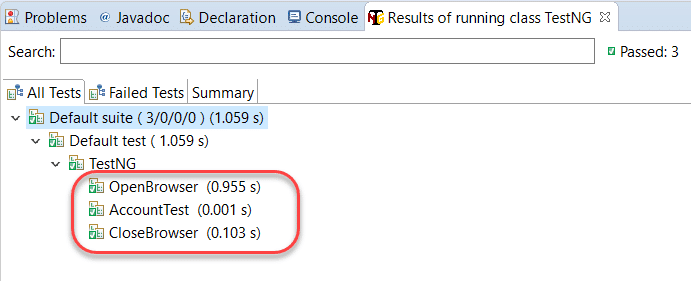 Problems @ Javadoc Declaration Console Results of running class TestNG
Search: Passed: 3
All Tests Failed Tests Summary
Default suite ( 3/0/0/0 ) (1.059 s)
Default test ( 1.059 s)
TestNG
OpenBrowser (0.955 s)
AccountTest (0.001 s)
CloseBrowser (0.103 s)